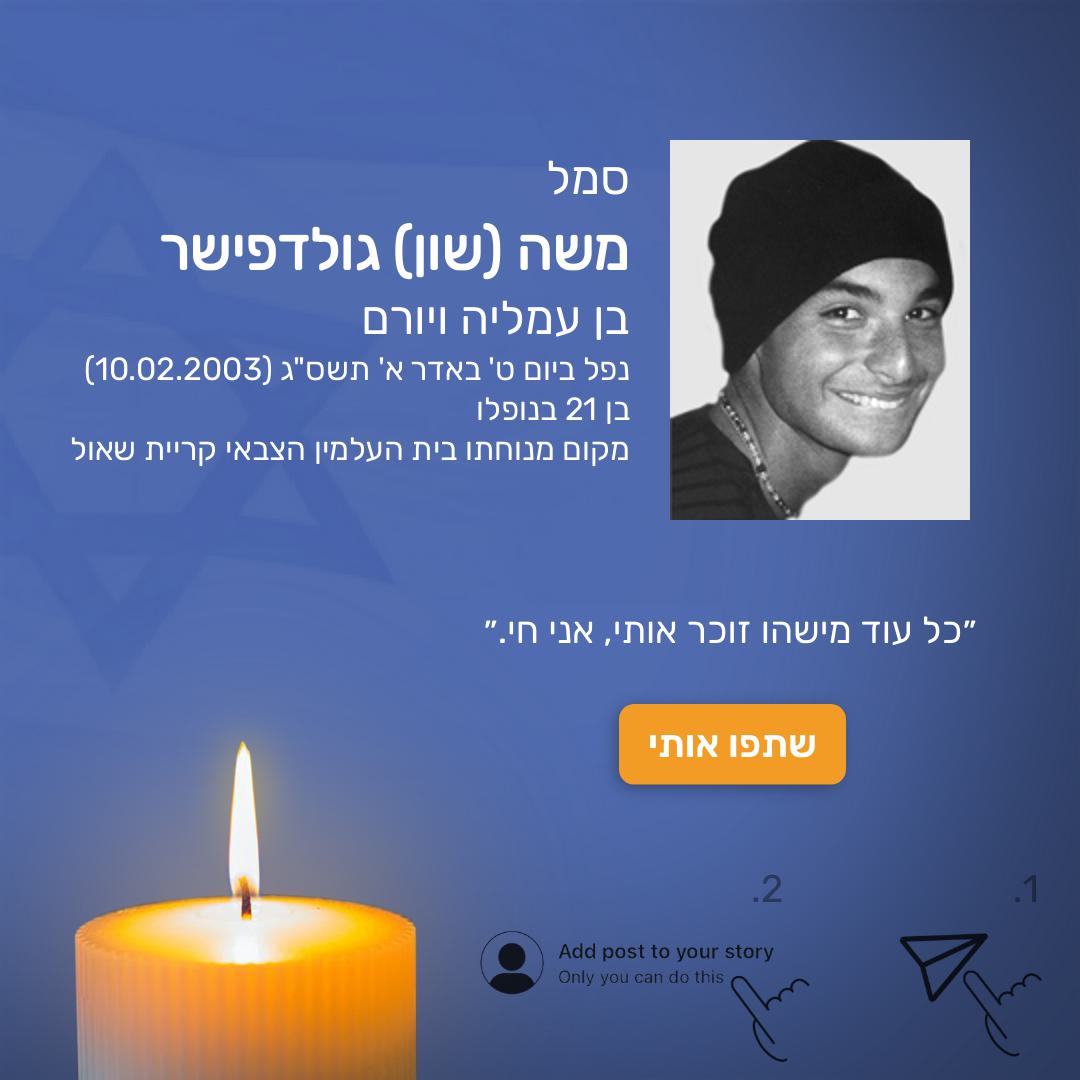 סמל
משה (שון) גולדפישר
בן עמליה ויורם
נפל ביום ט' באדר א' תשס"ג (10.02.2003)
בן 21 בנופלו
מקום מנוחתו בית העלמין הצבאי קריית שאול
״כל עוד מישהו זוכר אותי, אני חי.״
שתפו אותי
1.
2.
Add post to your story
Only you can do this